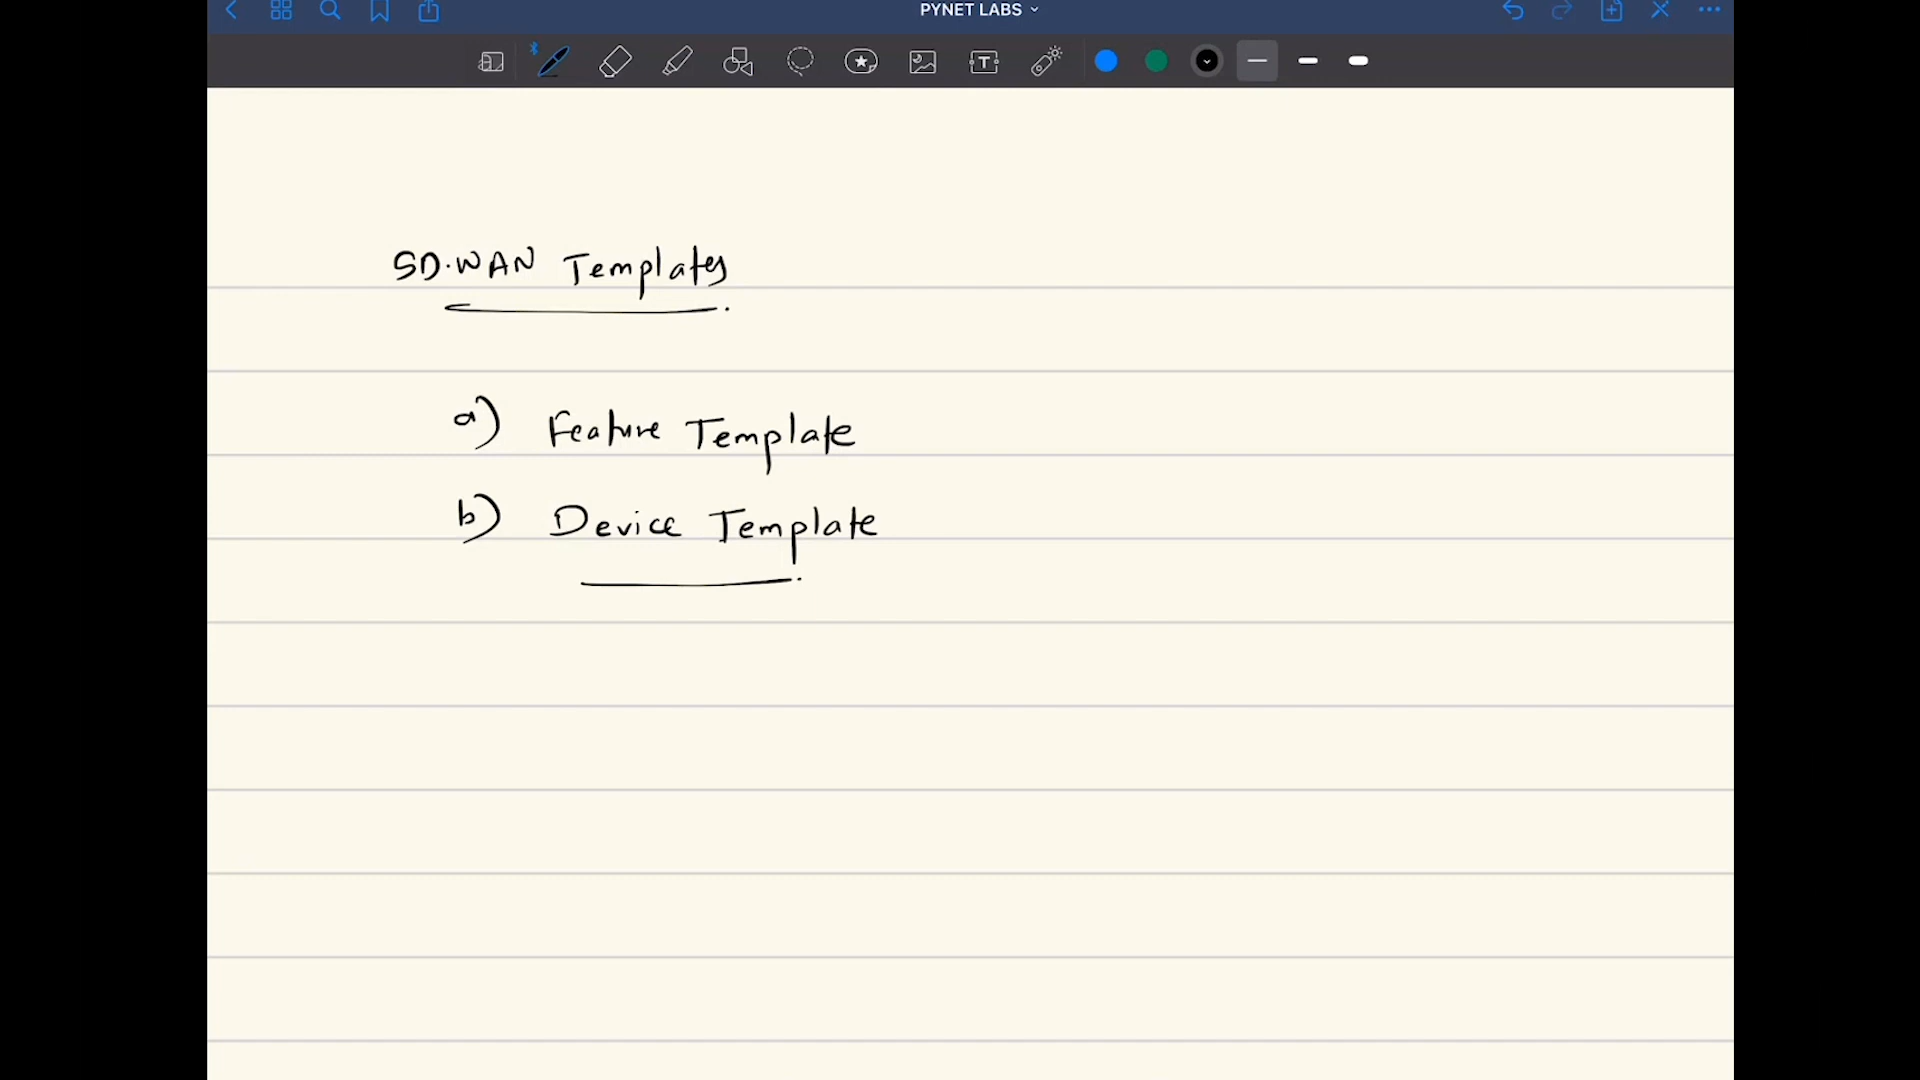 PYNET LABS
SD-WAN Templates
a) Feature Template
b) Device Template